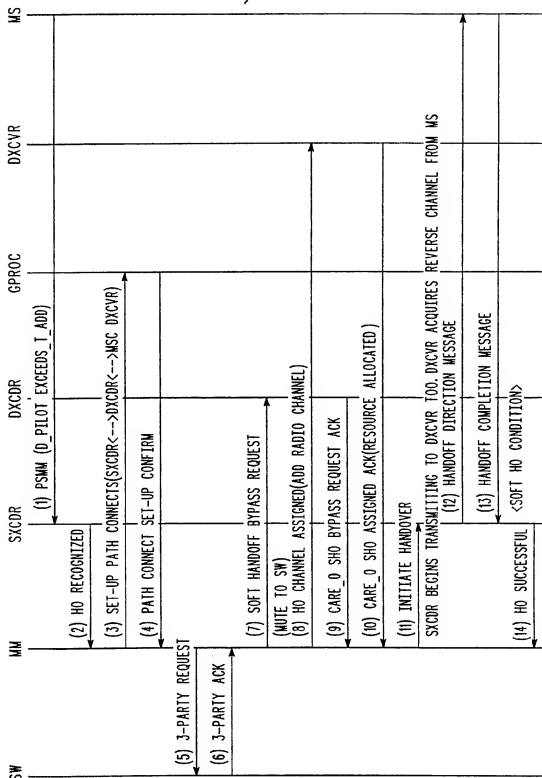 MS
DXCVR
GPROC
DXCDR
SXCDR
MM
SW
(1) PSMM (D_PILOT EXCEEDS_T_ADD)
(2) HO RECOGNIZED
(3) SET-UP PATH CONNECTS(SXCDR<-->DXCDR<-->MSC DXCVR)
(4) PATH CONNECT SET-UP CONFIRM
(5) 3-PARTY REQUEST
(6) 3-PARTY ACK
(7) SOFT HANDOFF BYPASS REQUEST
(MUTE TO SW)
(8) HO CHANNEL ASSIGNED(ADD RADIO CHANNEL)
(9) CARE_O SHO BYPASS REQUEST ACK
(10) CARE_O SHO ASSIGNED ACK(RESOURCE ALLOCATED)
(11) INITIATE HANDOVER
SXCDR BEGINS TRANSMITTING TO DXCVR TOO. DXCVR ACQUIRES REVERSE CHANNEL FROM MS
(12) HANDOFF DIRECTION MESSAGE
(13) HANDOFF COMPLETION MESSAGE
<SOFT HO CONDITION>
(14) HO SUCCESSFUL